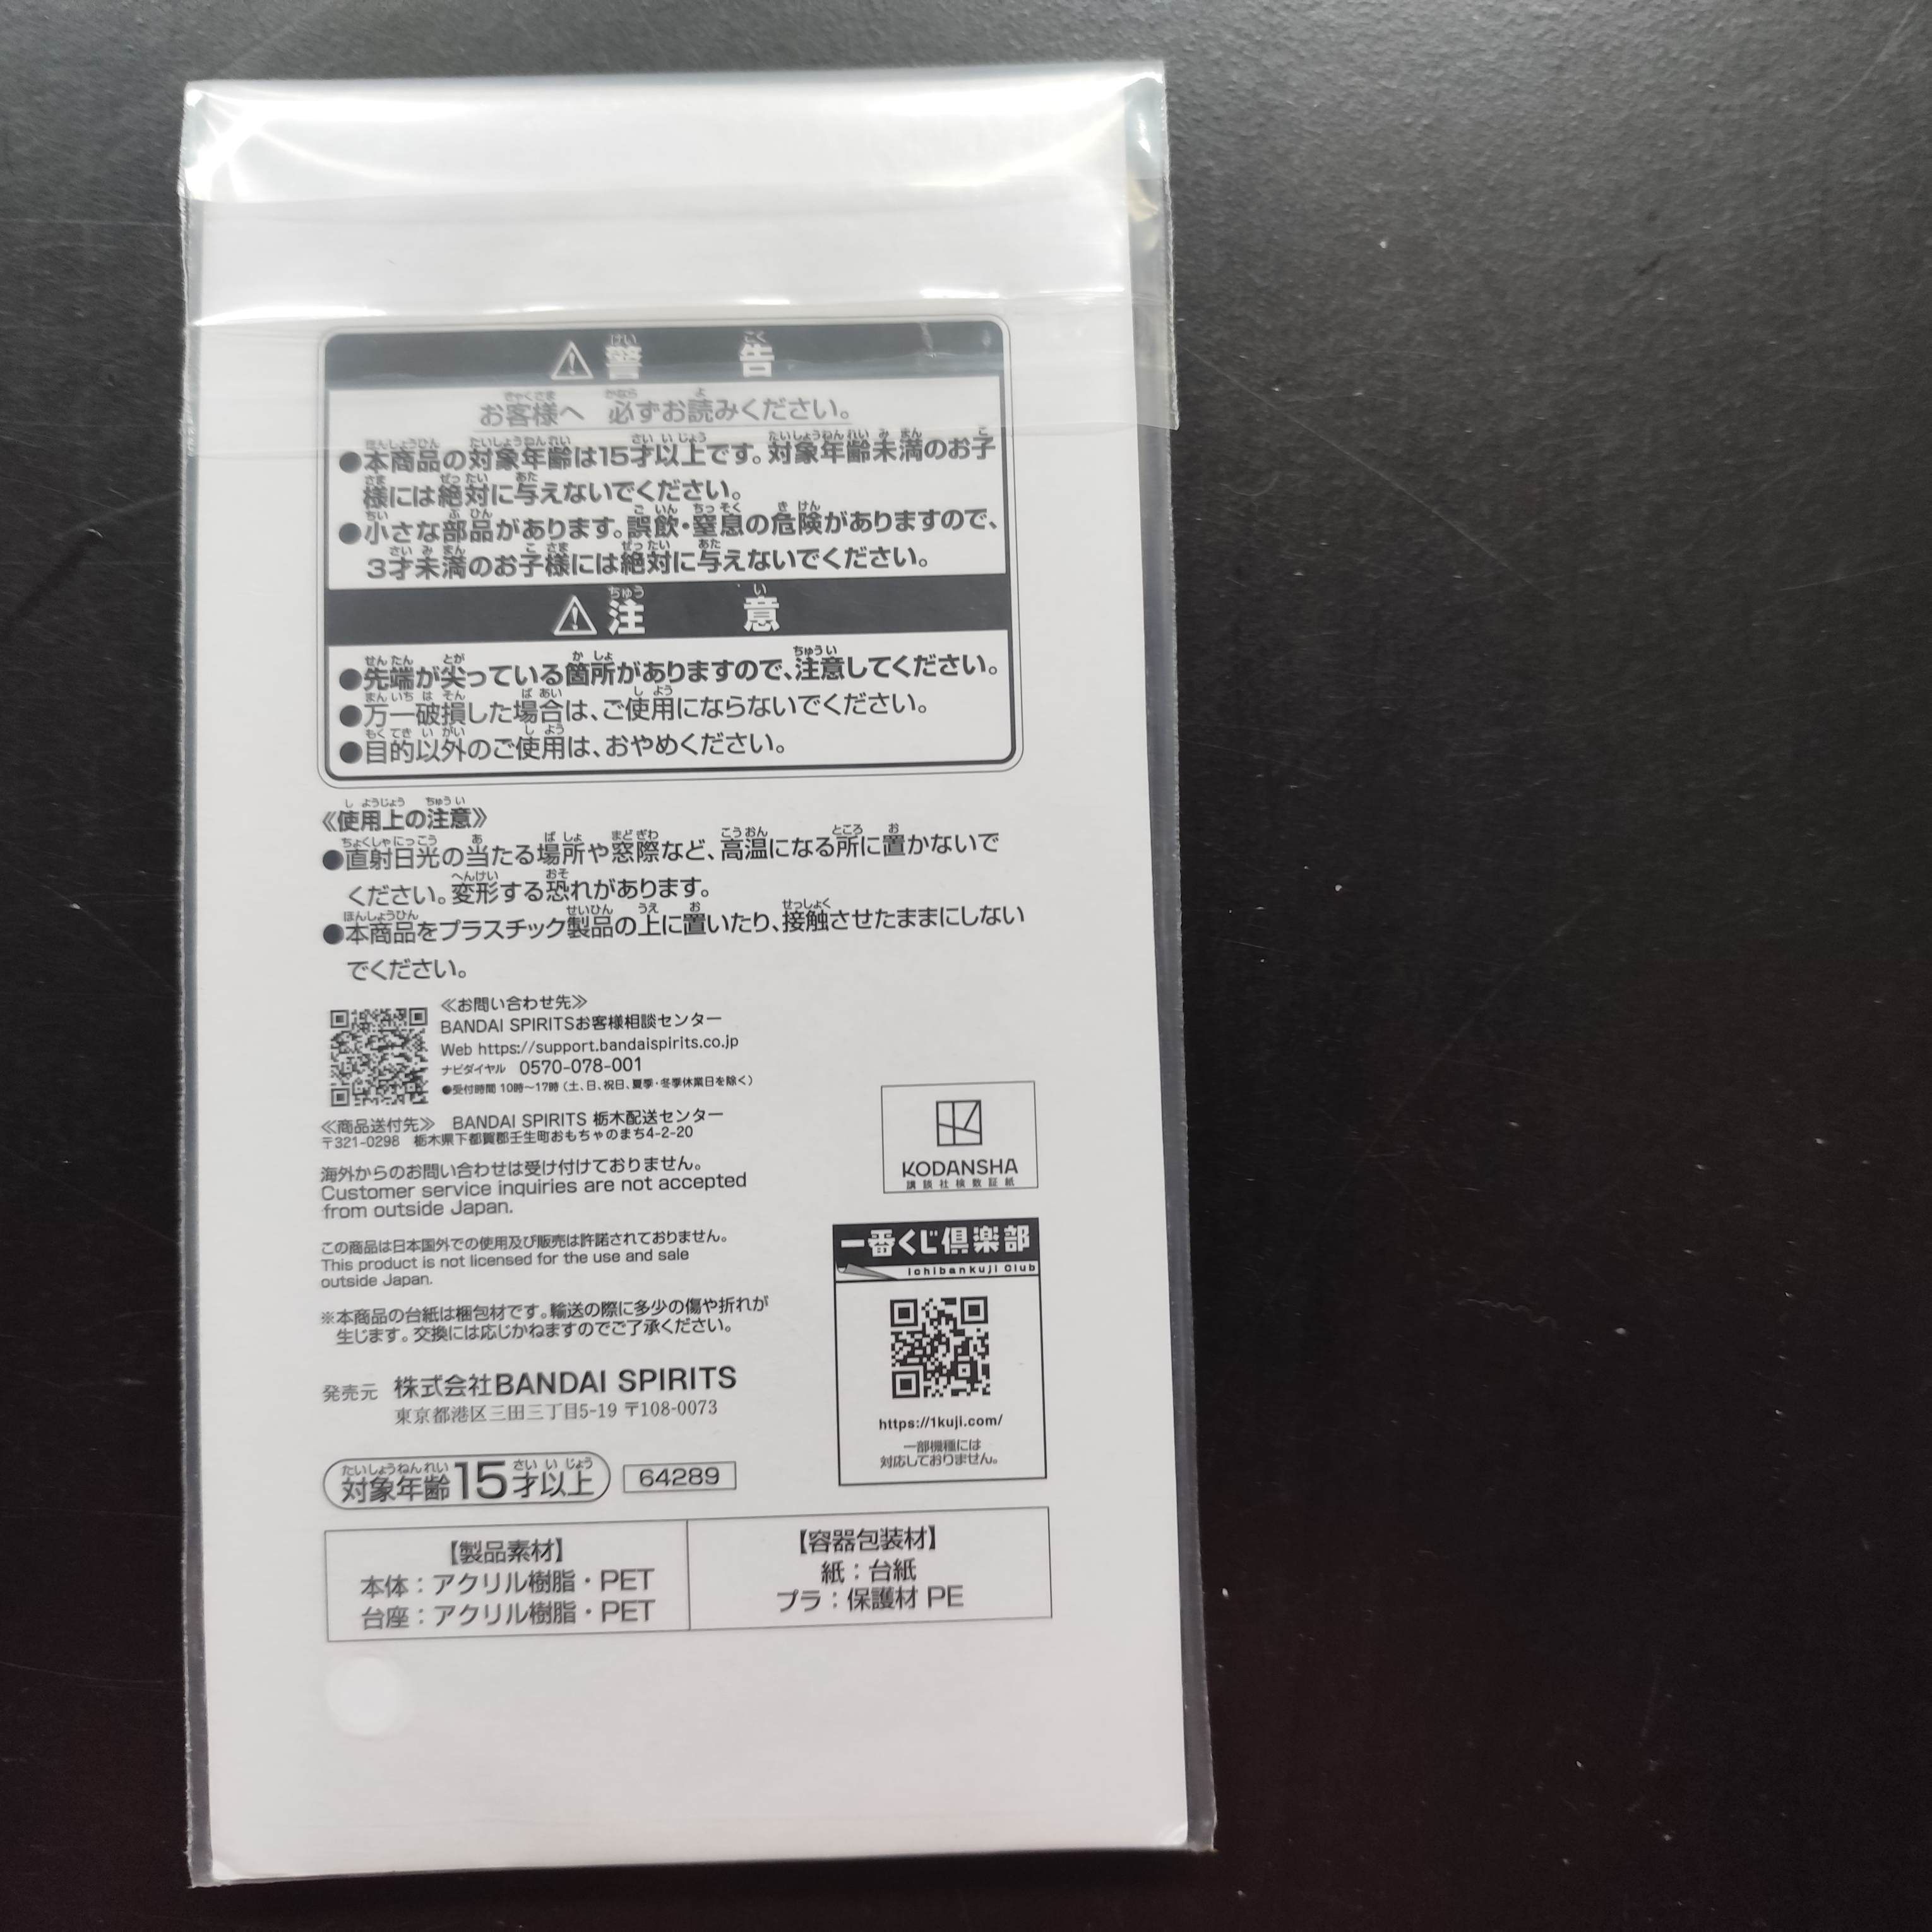 警告
お客様へ 必ずお読みください。
●本商品の対象年齢は15才以上です。対象年齢未満のお子
様には絶対に与えないでください。
●小さな部品があります。誤飲・窒息の危険がありますので、
3才未満のお子様には絶対に与えないでください。
注意
●先端が尖っている箇所がありますので、注意してください。
●万一破損した場合は、ご使用にならないでください。
●目的以外のご使用は、おやめください。
《使用上の注意》
●直射日光の当たる場所や窓際など、高温になる所に置かないで
ください。変形する恐れがあります。
●本商品をプラスチック製品の上に置いたり、接触させたままにしない
でください。
≪お問い合わせ先≫
BANDAI SPIRITSお客様相談センター
Web https://support.bandaispirits.co.jp
ナビダイヤル 0570-078-001
●受付時間 10時~17時(土、日、祝日、夏季・冬季休業日を除く)
≪商品送付先≫ BANDAI SPIRITS 栃木配送センター
〒321-0298 栃木県下都賀郡壬生町おもちゃのまち4-2-20
海外からのお問い合わせは受け付けておりません。
Customer service inquiries are not accepted
from outside Japan.
この商品は日本国外での使用及び販売は許諾されておりません。
This product is not licensed for the use and sale
outside Japan.
※本商品の台紙は梱包材です。輸送の際に多少の傷や折れが
生じます。交換には応じかねますのでご了承ください。
発売元 株式会社BANDAI SPIRITS
東京都港区三田三丁目5-19 〒108-0073
対象年齢15才以上 64289
KODANSHA
講談社検数証紙
一番くじ倶楽部
Ichibankuji Club
https://1kuji.com/
一部機種には
対応しておりません。
【製品素材】
本体:アクリル樹脂・PET
台座:アクリル樹脂・PET
【容器包装材】
紙:台紙
プラ:保護材 PE